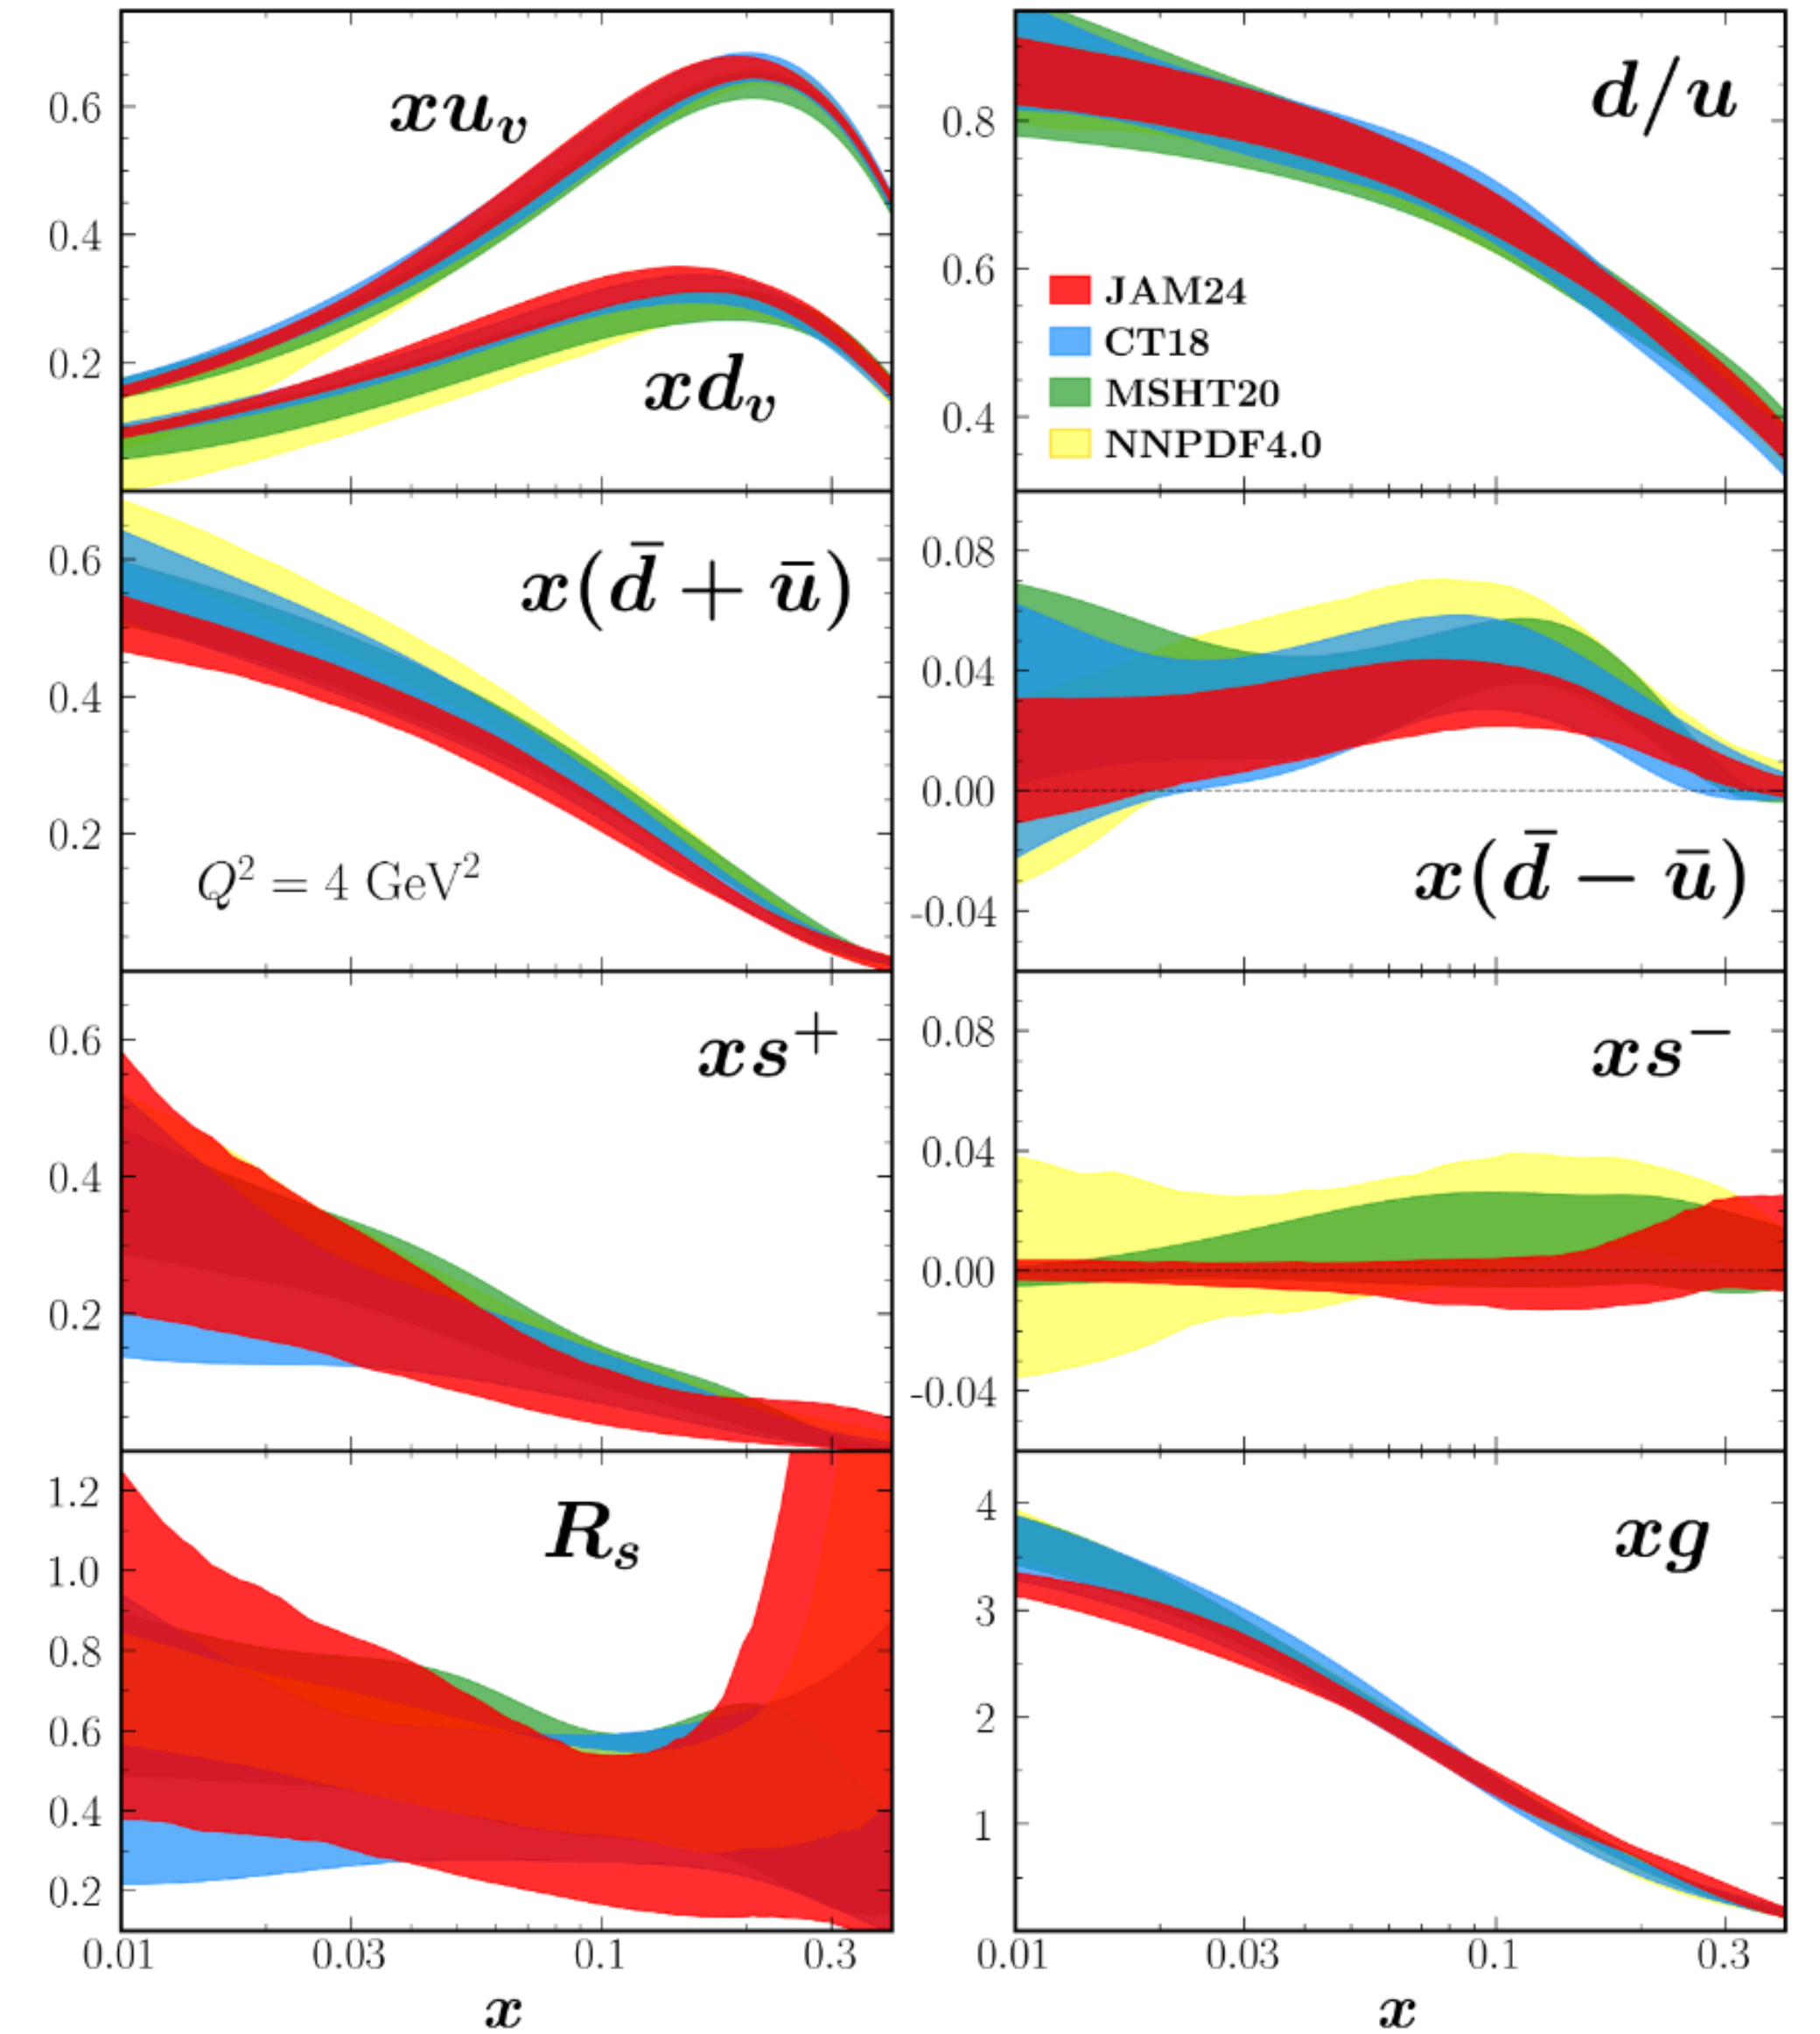 0.6
0.4
0.2
xu_v
xd_v
0.8
0.6
0.4
d/u
JAM24
CT18
MSHT20
NNPDF4.0
0.6
0.4
0.2
x(d̄ + ū)
Q² = 4 GeV²
0.08
0.04
0.00
-0.04
x(d̄ − ū)
0.6
0.4
0.2
xs⁺
0.08
0.04
0.00
-0.04
xs⁻
1.2
1.0
0.8
0.6
0.4
0.2
R_s
4
3
2
1
xg
0.01 0.03 0.1 0.3
x
0.01 0.03 0.1 0.3
x